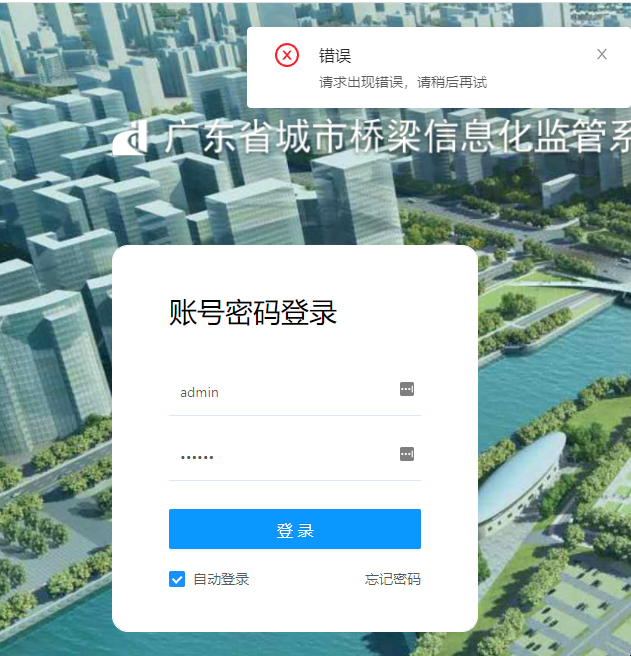 错误
请求出现错误，请稍后再试
广东省城市桥梁信息化监管系
账号密码登录
admin
••••••
登 录
自动登录
忘记密码